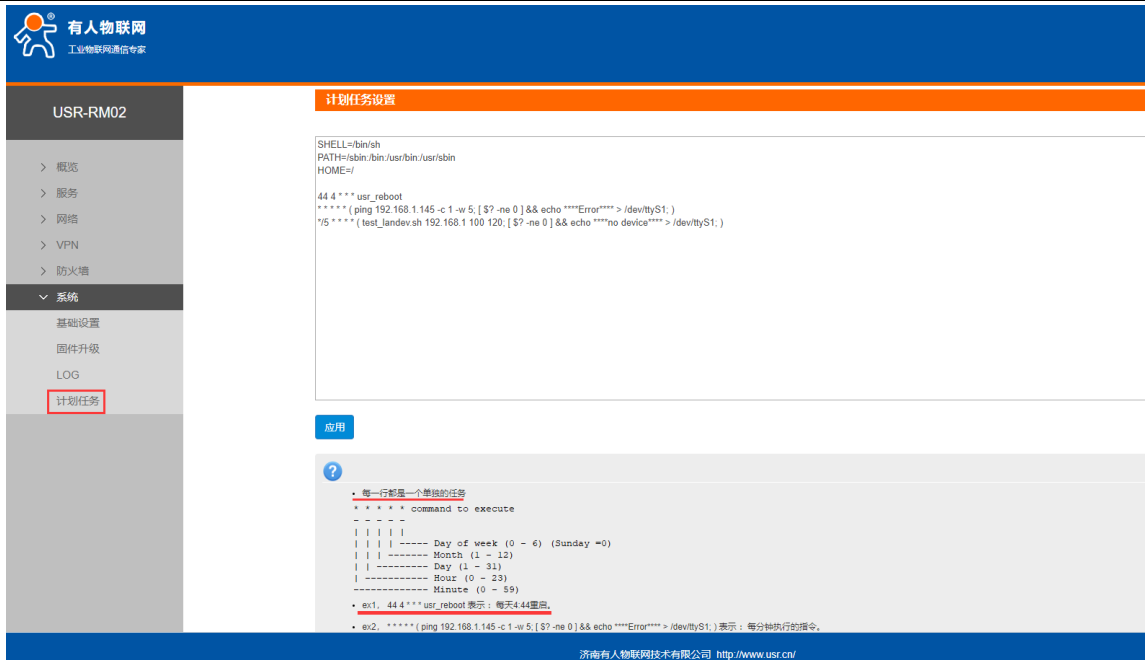 有人物联网
工业物联网通信专家
USR-RM02
概览
服务
网络
VPN
防火墙
系统
基础设置
固件升级
LOG
计划任务
计划任务设置
SHELL=/bin/sh
PATH=/sbin:/bin:/usr/bin:/usr/sbin
HOME=/
44 4 * * * usr_reboot
* * * * * ( ping 192.168.1.145 -c 1 -w 5; [ $? -ne 0 ] && echo ****Error**** > /dev/ttyS1; )
*/5 * * * * ( test_landev.sh 192.168.1 100 120; [ $? -ne 0 ] && echo ****no device**** > /dev/ttyS1; )
应用
?
• 每一行都是一个单独的任务
* * * * * command to execute
- - - - -
| | | | |
| | | | ----- Day of week (0 - 6) (Sunday =0)
| | | ------- Month (1 - 12)
| | --------- Day (1 - 31)
| ----------- Hour (0 - 23)
------------- Minute (0 - 59)
• ex1， 44 4 * * * usr_reboot 表示： 每天4:44重启。
• ex2， * * * * * ( ping 192.168.1.145 -c 1 -w 5; [ $? -ne 0 ] && echo ****Error**** > /dev/ttyS1; ) 表示： 每分钟执行的指令。
济南有人物联网技术有限公司 http://www.usr.cn/